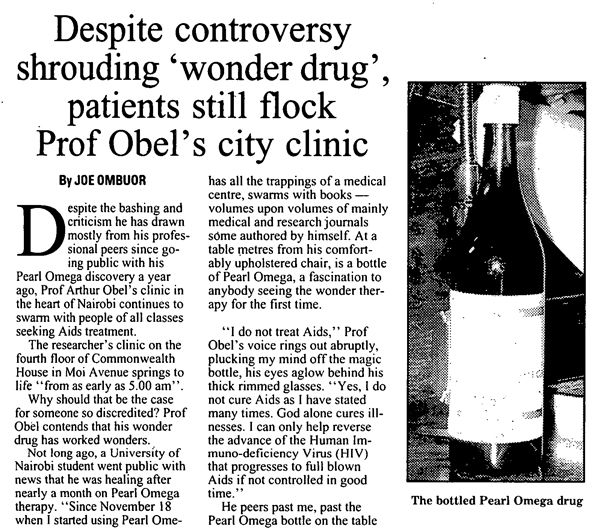 Despite controversy
shrouding ‘wonder drug’,
patients still flock
Prof Obel’s city clinic
By JOE OMBUOR
Despite the bashing and
criticism he has drawn
mostly from his profes-
sional peers since go-
ing public with his
Pearl Omega discovery a year
ago, Prof Arthur Obel’s clinic in
the heart of Nairobi continues to
swarm with people of all classes
seeking Aids treatment.
The researcher’s clinic on the
fourth floor of Commonwealth
House in Moi Avenue springs to
life “from as early as 5.00 am”.
Why should that be the case
for someone so discredited? Prof
Obel contends that his wonder
drug has worked wonders.
Not long ago, a University of
Nairobi student went public with
news that he was healing after
nearly a month on Pearl Omega
therapy. “Since November 18
when I started using Pearl Ome-
has all the trappings of a medical
centre, swarms with books —
volumes upon volumes of mainly
medical and research journals
some authored by himself. At a
table metres from his comfort-
ably upholstered chair, is a bottle
of Pearl Omega, a fascination to
anybody seeing the wonder ther-
apy for the first time.
“I do not treat Aids,” Prof
Obel’s voice rings out abruptly,
plucking my mind off the magic
bottle, his eyes aglow behind his
thick rimmed glasses. “Yes, I do
not cure Aids as I have stated
many times. God alone cures ill-
nesses. I can only help reverse
the advance of the Human Im-
muno-deficiency Virus (HIV)
that progresses to full blown
Aids if not controlled in good
time.”
He peers past me, past the
Pearl Omega bottle on the table
The bottled Pearl Omega drug